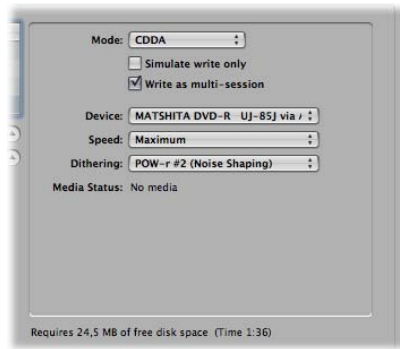 Mode: CDDA
Simulate write only
Write as multi-session
Device: MATSHITA DVD-R UJ-85J via
Speed: Maximum
Dithering: POW-r #2 (Noise Shaping)
Media Status: No media
Requires 24,5 MB of free disk space (Time 1:36)